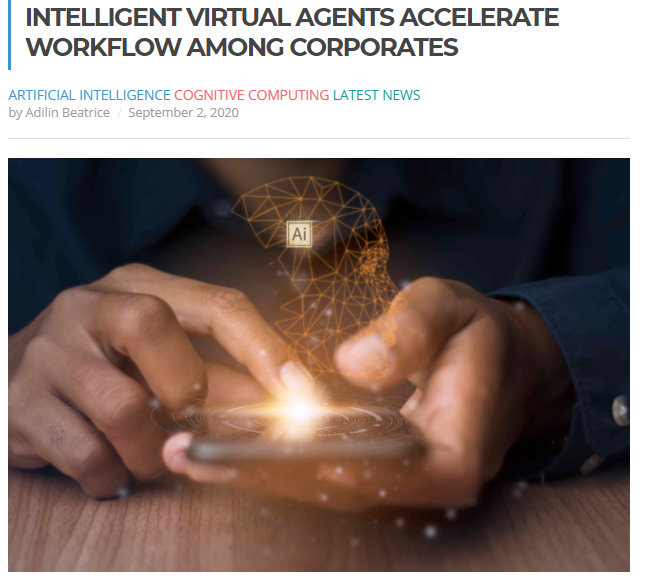 INTELLIGENT VIRTUAL AGENTS ACCELERATE
WORKFLOW AMONG CORPORATES
ARTIFICIAL INTELLIGENCE COGNITIVE COMPUTING LATEST NEWS
by Adilin Beatrice / September 2, 2020
Ai